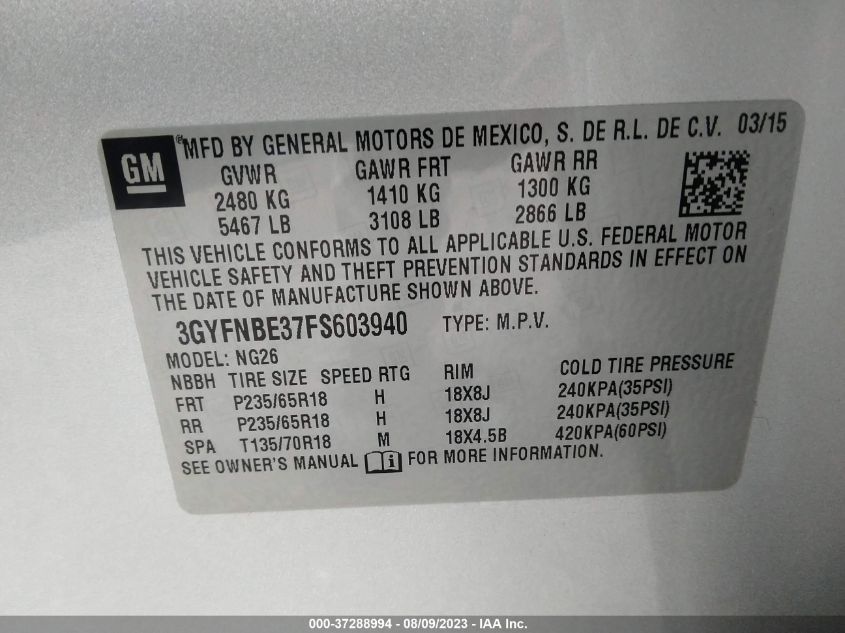 GM
® MFD BY GENERAL MOTORS DE MEXICO, S. DE R.L. DE C.V. 03/15
GVWR GAWR FRT GAWR RR
2480 KG 1410 KG 1300 KG
5467 LB 3108 LB 2866 LB
THIS VEHICLE CONFORMS TO ALL APPLICABLE U.S. FEDERAL MOTOR
VEHICLE SAFETY AND THEFT PREVENTION STANDARDS IN EFFECT ON
THE DATE OF MANUFACTURE SHOWN ABOVE.
3GYFNBE37FS603940 TYPE: M.P.V.
MODEL: NG26
NBBH TIRE SIZE SPEED RTG RIM COLD TIRE PRESSURE
FRT P235/65R18 H 18X8J 240KPA(35PSI)
RR P235/65R18 H 18X8J 240KPA(35PSI)
SPA T135/70R18 M 18X4.5B 420KPA(60PSI)
SEE OWNER'S MANUAL i FOR MORE INFORMATION.
000-37288994 - 08/09/2023 - IAA Inc.